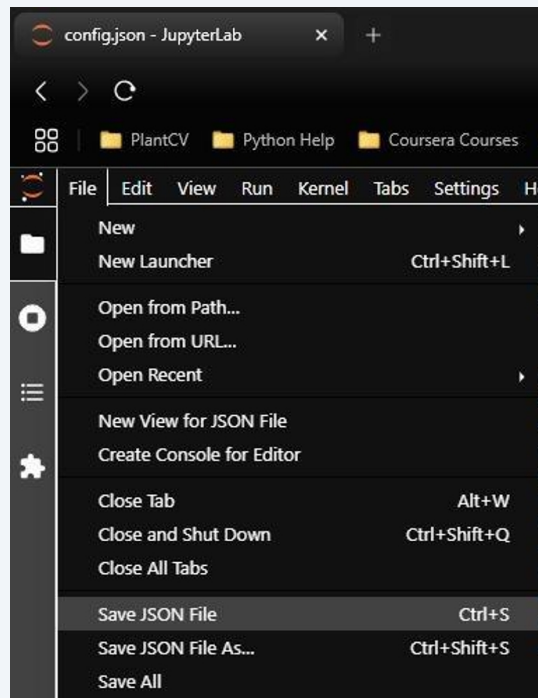 config.json - JupyterLab
PlantCV Python Help Coursera Courses
File Edit View Run Kernel Tabs Settings
New
New Launcher Ctrl+Shift+L
Open from Path...
Open from URL...
Open Recent
New View for JSON File
Create Console for Editor
Close Tab Alt+W
Close and Shut Down Ctrl+Shift+Q
Close All Tabs
Save JSON File Ctrl+S
Save JSON File As... Ctrl+Shift+S
Save All